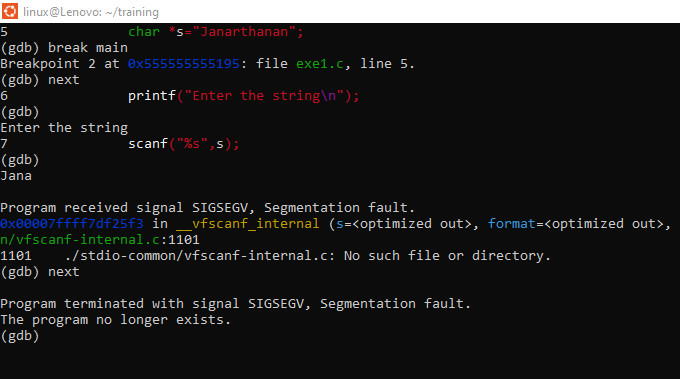 linux@Lenovo: ~/training
5 char *s="Janarthanan";
(gdb) break main
Breakpoint 2 at 0x555555555195: file exe1.c, line 5.
(gdb) next
6 printf("Enter the string\n");
(gdb)
Enter the string
7 scanf("%s",s);
(gdb)
Jana
Program received signal SIGSEGV, Segmentation fault.
0x00007ffff7df25f3 in __vfscanf_internal (s=<optimized out>, format=<optimized out>,
n/vfscanf-internal.c:1101
1101 ./stdio-common/vfscanf-internal.c: No such file or directory.
(gdb) next
Program terminated with signal SIGSEGV, Segmentation fault.
The program no longer exists.
(gdb)